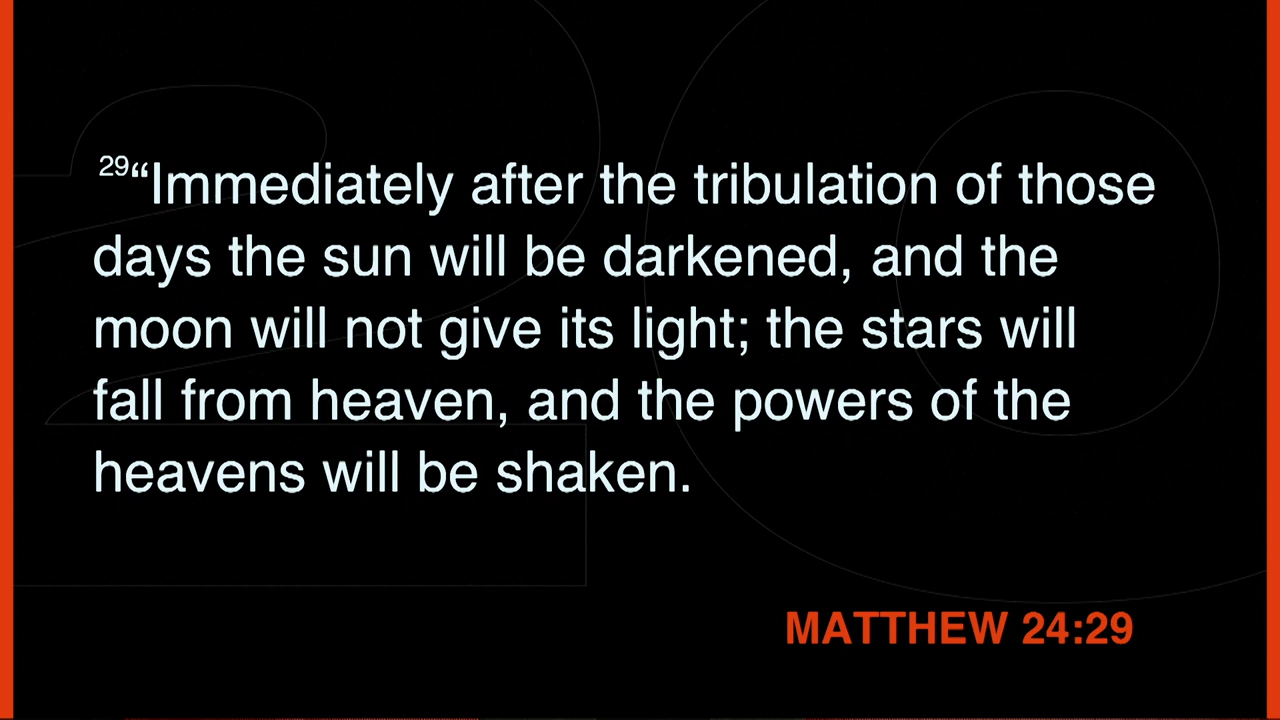 29“Immediately after the tribulation of those
days the sun will be darkened, and the
moon will not give its light; the stars will
fall from heaven, and the powers of the
heavens will be shaken.
MATTHEW 24:29
20